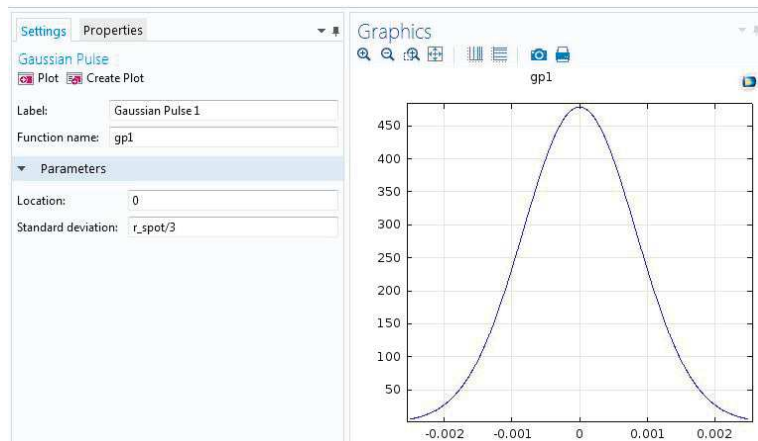 Settings Properties
Gaussian Pulse
Plot Create Plot
Label: Gaussian Pulse 1
Function name: gp1
Parameters
Location: 0
Standard deviation: r_spot/3
Graphics
gp1
450
400
350
300
250
200
150
100
50
-0.002 -0.001 0 0.001 0.002